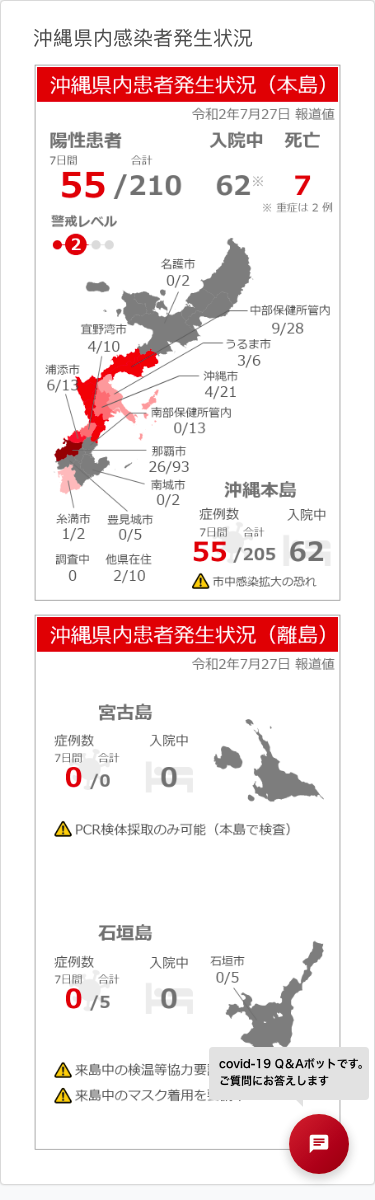 沖縄県内感染者発生状況
沖縄県内患者発生状況（本島）
令和2年7月27日 報道値
陽性患者 入院中 死亡
7日間 合計
55 /210 62※ 7
※ 重症は 2 例
警戒レベル
2
名護市
0/2
中部保健所管内
9/28
宜野湾市
4/10
うるま市
3/6
浦添市
6/13
沖縄市
4/21
南部保健所管内
0/13
那覇市
26/93
南城市
0/2
糸満市
1/2
豊見城市
0/5
調査中
0
他県在住
2/10
沖縄本島
症例数 入院中
7日間 合計
55 /205 62
市中感染拡大の恐れ
沖縄県内患者発生状況（離島）
令和2年7月27日 報道値
宮古島
症例数 入院中
7日間 合計
0 /0 0
PCR検体採取のみ可能（本島で検査）
石垣島
症例数 入院中
7日間 合計
0 /5 0
石垣市
0/5
来島中の検温等協力要
来島中のマスク着用を
covid-19 Q&Aボットです。
ご質問にお答えします